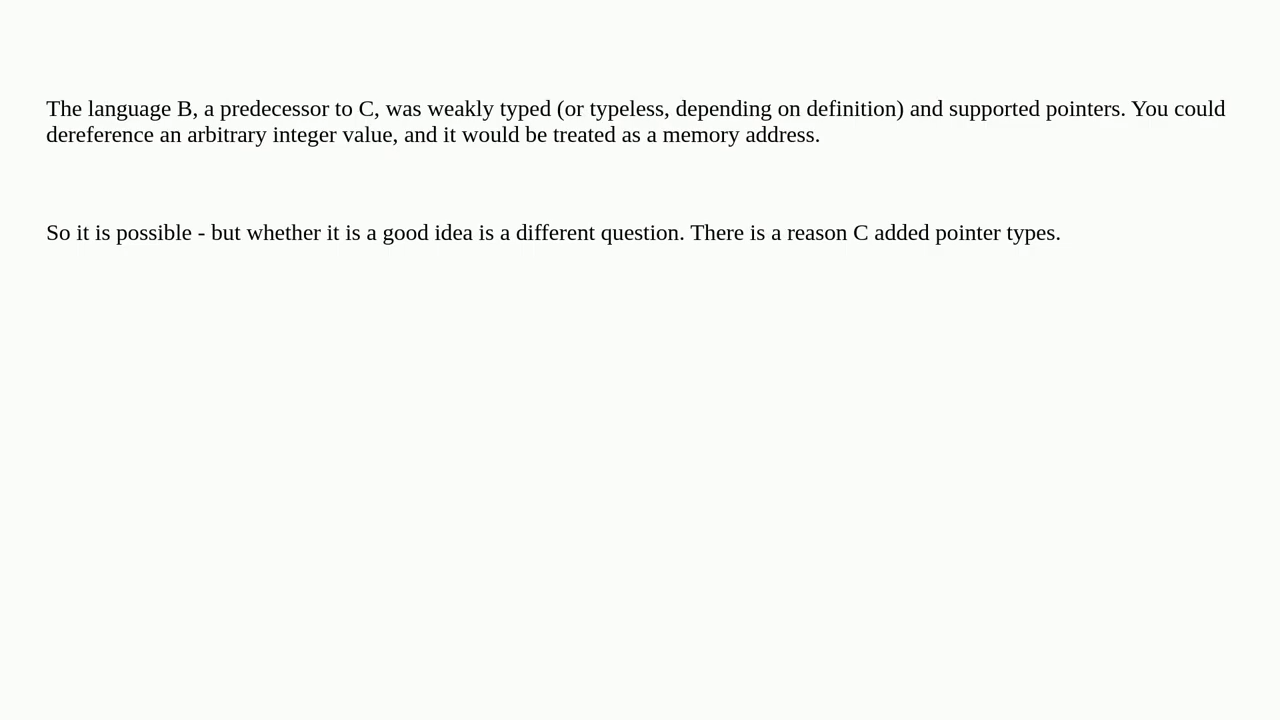 The language B, a predecessor to C, was weakly typed (or typeless, depending on definition) and supported pointers. You could
dereference an arbitrary integer value, and it would be treated as a memory address.
So it is possible - but whether it is a good idea is a different question. There is a reason C added pointer types.